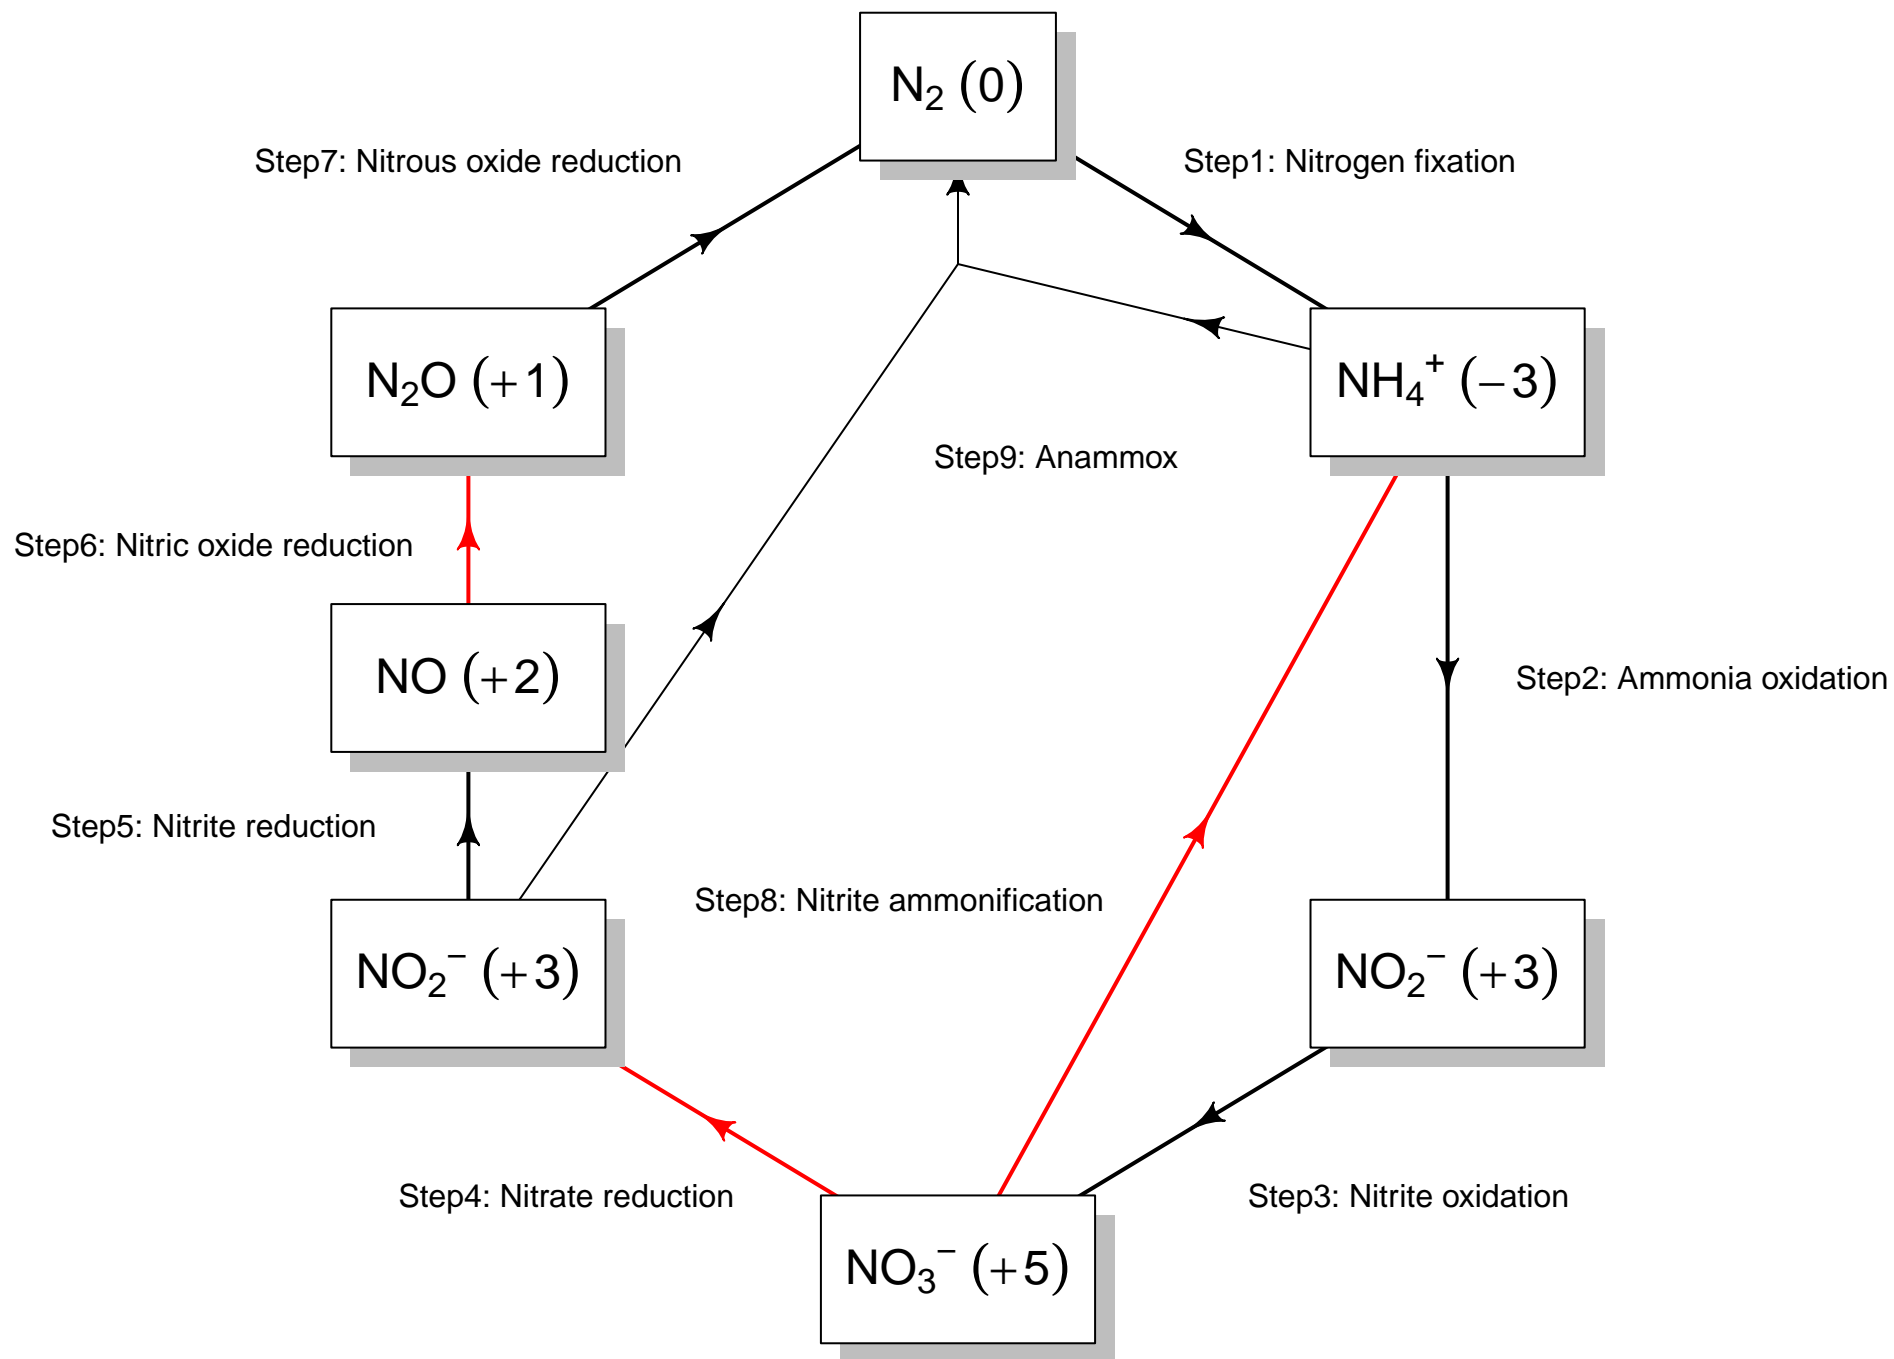 N₂ (0)
Step7: Nitrous oxide reduction
Step1: Nitrogen fixation
N₂O (+1)
NH₄⁺ (−3)
Step9: Anammox
Step6: Nitric oxide reduction
NO (+2)
Step2: Ammonia oxidation
Step5: Nitrite reduction
Step8: Nitrite ammonification
NO₂⁻ (+3)
NO₂⁻ (+3)
Step4: Nitrate reduction
Step3: Nitrite oxidation
NO₃⁻ (+5)